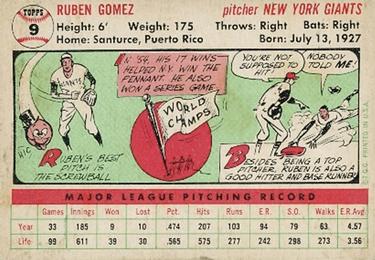 TOPPS
9
RUBEN GOMEZ
pitcher NEW YORK GIANTS
Height: 6' Weight: 175 Throws: Right Bats: Right
Home: Santurce, Puerto Rico Born: July 13, 1927
GIANTS
RUBEN'S BEST
PITCH IS
THE SCREWBALL
IN '54, HIS 17 WINS
HELPED N.Y. WIN THE
PENNANT. HE ALSO
WON A SERIES GAME.
WORLD
CHAMPS
YOU'RE NOT
SUPPOSED
TO HIT!
NOBODY
TOLD ME!
BESIDES BEING A TOP
PITCHER, RUBEN IS ALSO A
GOOD HITTER AND BASE RUNNER
T.C.G. PRINTED IN U.S.A.
MAJOR LEAGUE PITCHING RECORD
Games Innings Won Lost Pct. Hits Runs E.R. S.O. Walks E.R.Avg.
Year 33 185 9 10 .474 207 103 94 79 63 4.57
Life 99 611 39 30 .565 575 277 242 294 273 3.56